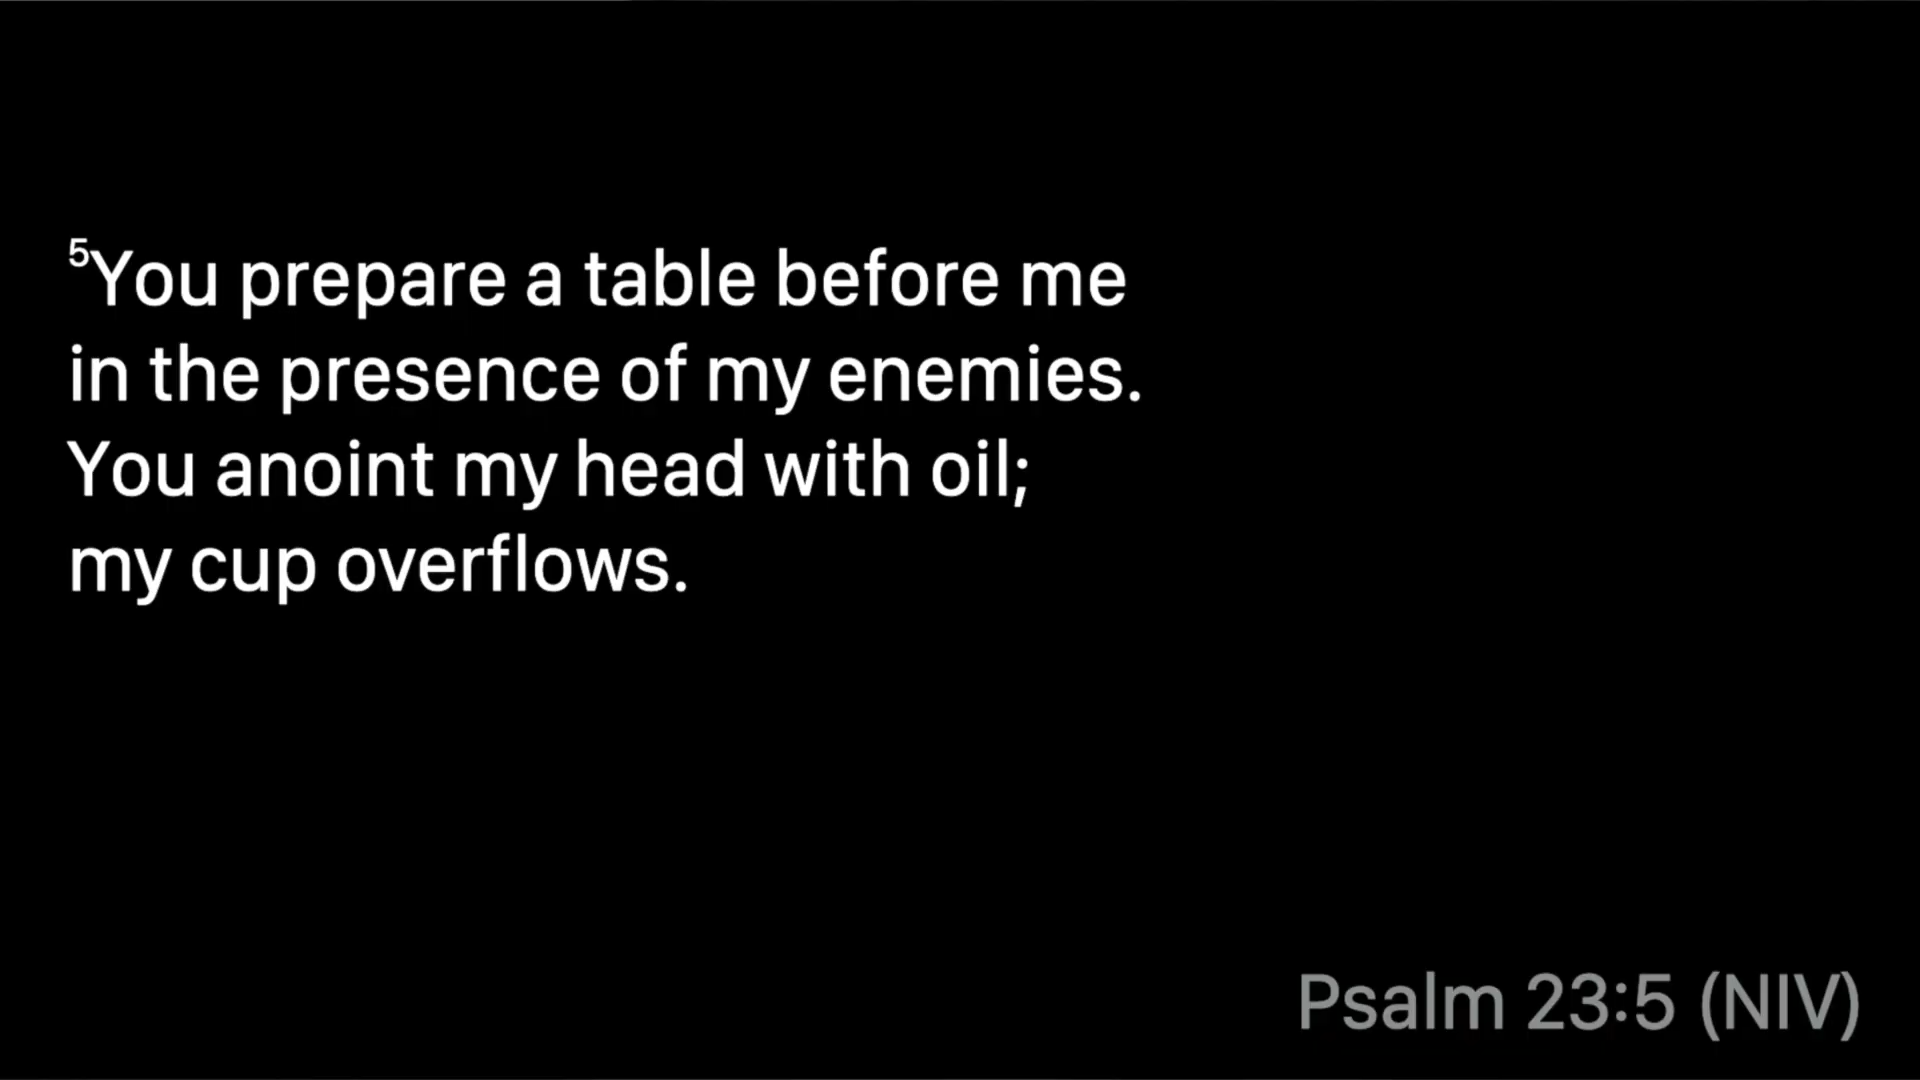 ⁵You prepare a table before me
in the presence of my enemies.
You anoint my head with oil;
my cup overflows.
Psalm 23:5 (NIV)